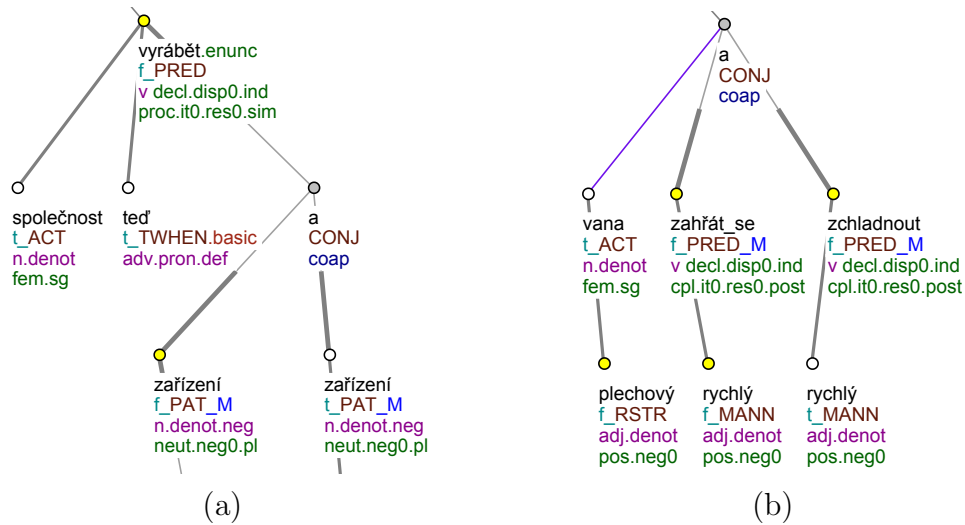 vyrábět.enunc
f_PRED
v decl.disp0.ind
proc.it0.res0.sim
společnost
t_ACT
n.denot
fem.sg
teď
t_TWHEN.basic
adv.pron.def
a
CONJ
coap
zařízení
f_PAT_M
n.denot.neg
neut.neg0.pl
zařízení
t_PAT_M
n.denot.neg
neut.neg0.pl
(a)
a
CONJ
coap
vana
t_ACT
n.denot
fem.sg
zahřát_se
f_PRED_M
v decl.disp0.ind
cpl.it0.res0.post
zchladnout
f_PRED_M
v decl.disp0.ind
cpl.it0.res0.post
plechový
f_RSTR
adj.denot
pos.neg0
rychlý
f_MANN
adj.denot
pos.neg0
rychlý
t_MANN
adj.denot
pos.neg0
(b)